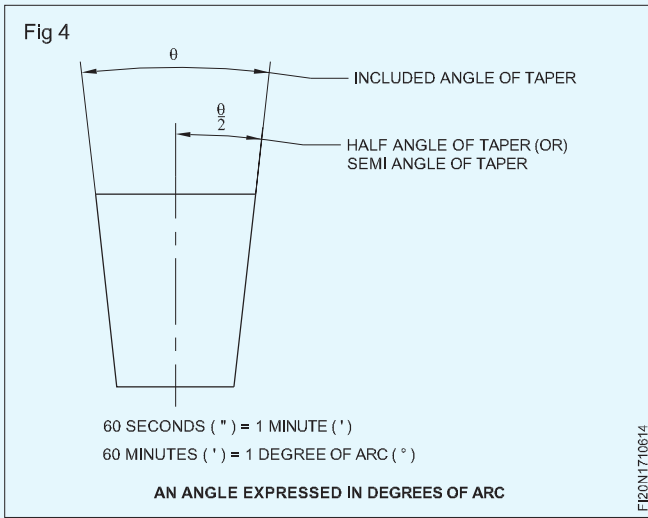 Fig 4
θ
INCLUDED ANGLE OF TAPER
θ
2
HALF ANGLE OF TAPER (OR)
SEMI ANGLE OF TAPER
60 SECONDS ( " ) = 1 MINUTE ( ' )
60 MINUTES ( ' ) = 1 DEGREE OF ARC ( ° )
AN ANGLE EXPRESSED IN DEGREES OF ARC
FI20N1710614